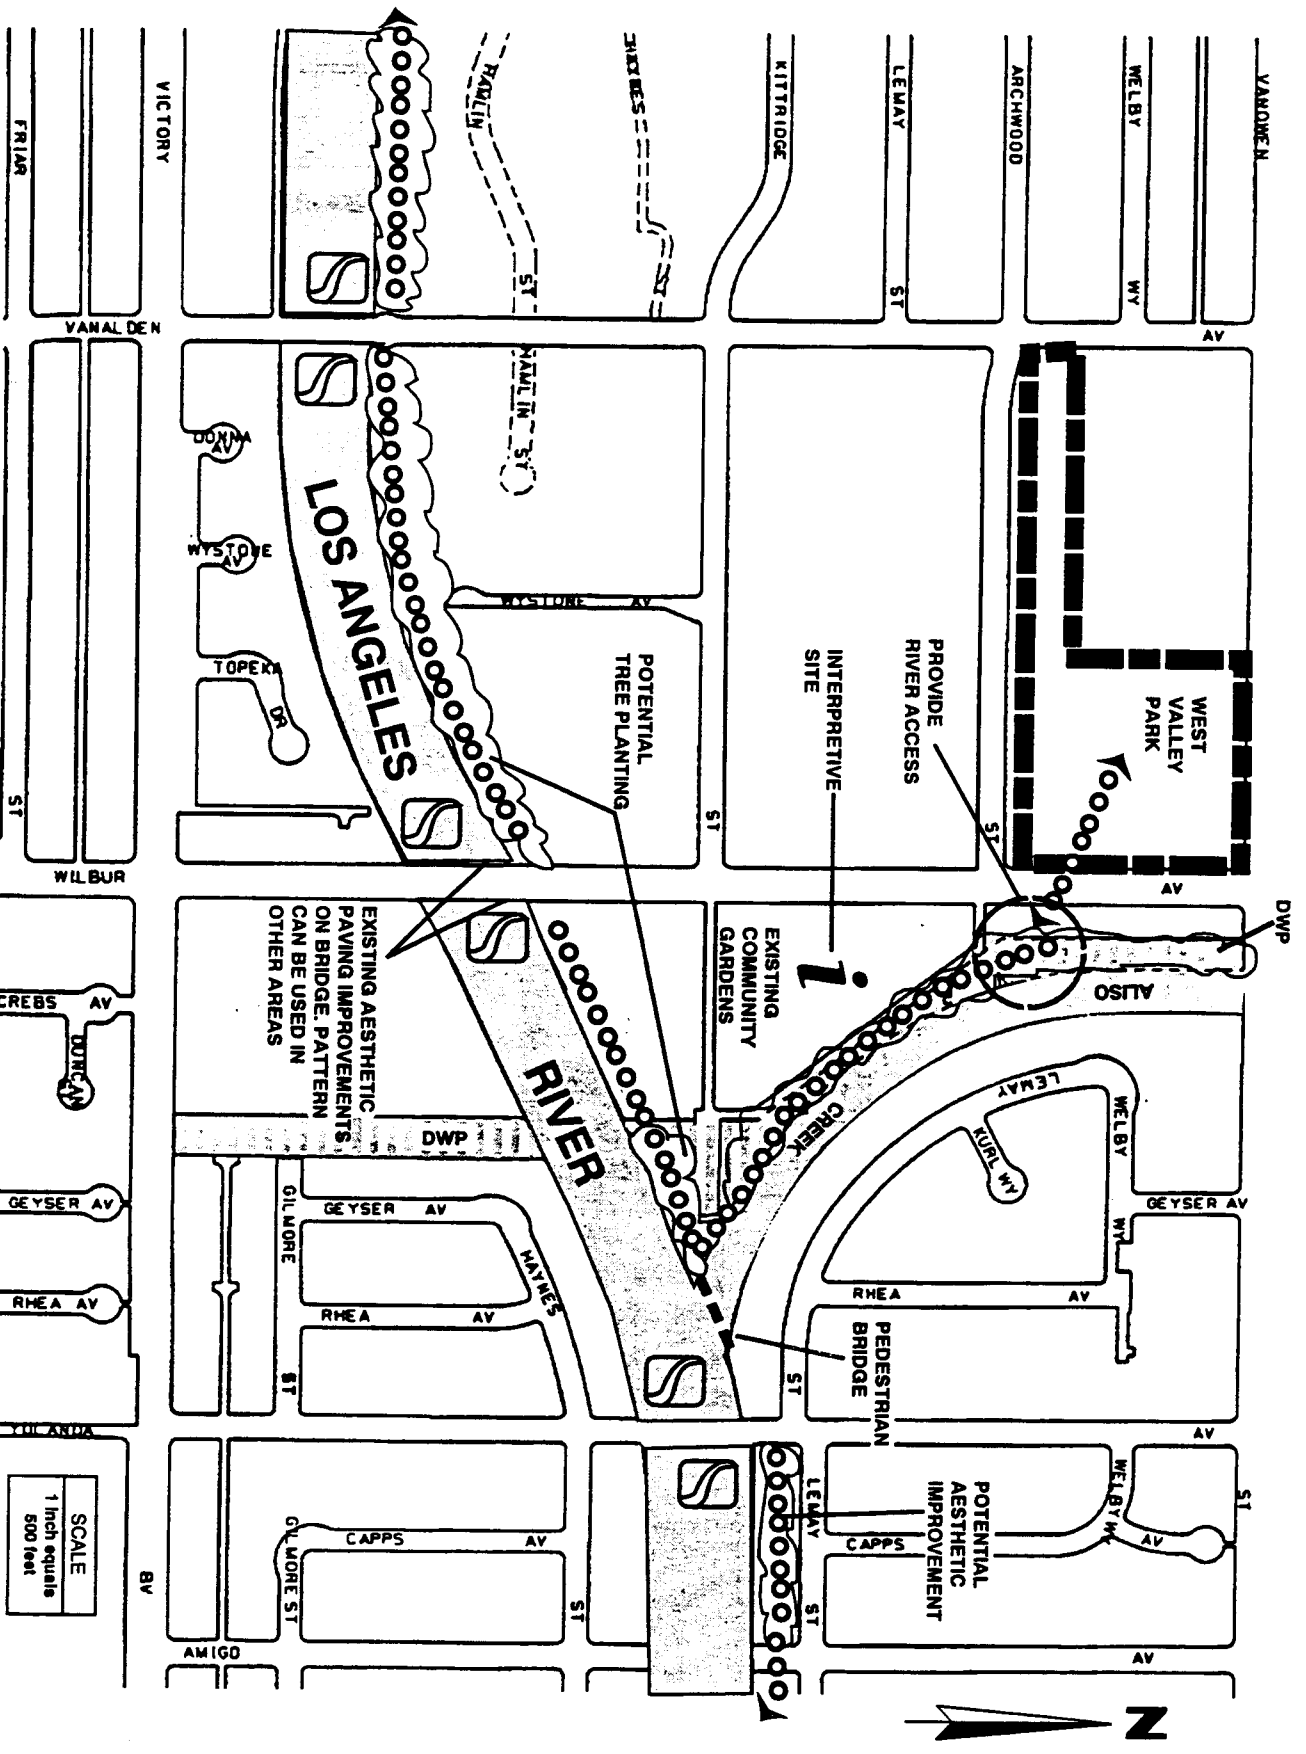 VANOWEN
AV
ST
WELBY
WY
ARCHWOOD
ST
LEMAY
ST
KITTRIDGE
ST
HAYNES
ST
HAMLIN
ST
HAMLIN ST
VICTORY
BV
FRIAR
ST
VANALDEN
AV
WEST
VALLEY
PARK
PROVIDE
RIVER ACCESS
INTERPRETIVE
SITE
POTENTIAL
TREE PLANTING
WYSTONE AV
DONNA
AV
WYSTONE
AV
TOPEKA
DR
LOS ANGELES
RIVER
WILBUR
AV
DWP
ALISO
CREEK
i.
EXISTING
COMMUNITY
GARDENS
EXISTING AESTHETIC
PAVING IMPROVEMENTS
ON BRIDGE. PATTERN
CAN BE USED IN
OTHER AREAS
DWP
CREBS AV
DUNCAN
GEYSER AV
RHEA AV
GILMORE
ST
GEYSER AV
HAYNES
ST
RHEA AV
LEMAY
ST
KURL WY
WELBY
WY
GEYSER AV
RHEA AV
PEDESTRIAN
BRIDGE
YOLANDA
AV
LEMAY
ST
CAPPS
WELBY WY
AV
POTENTIAL
AESTHETIC
IMPROVEMENT
CAPPS AV
GILMORE ST
AMIGO
AV
SCALE
1 inch equals
500 feet
N